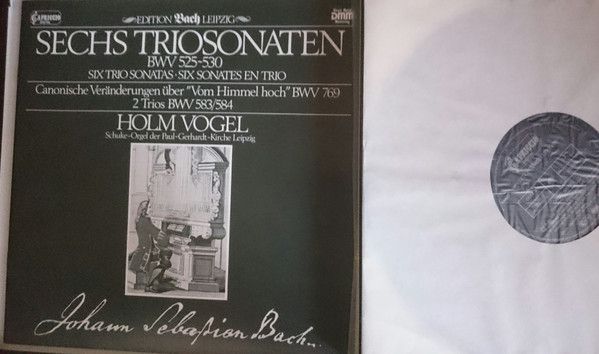 CAPRICCIO
EDITION Bach LEIPZIG
DMM
SECHS TRIOSONATEN
BWV 525-530
SIX TRIO SONATAS · SIX SONATES EN TRIO
Canonische Veränderungen über "Vom Himmel hoch" BWV 769
2 Trios BWV 583/584
HOLM VOGEL
Schuke-Orgel der Paul-Gerhardt-Kirche Leipzig
Johann Sebastian Bach